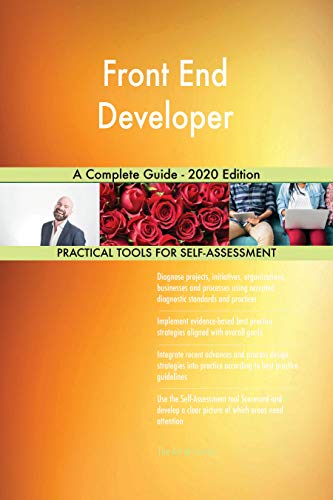 Front End
Developer
A Complete Guide - 2020 Edition
PRACTICAL TOOLS FOR SELF-ASSESSMENT
Diagnose projects, initiatives, organizations,
businesses and processes using accepted
diagnostic standards and practices
Implement evidence-based best practice
strategies aligned with overall goals
Integrate recent advances and process design
strategies into practice according to best practice
guidelines
Use the Self-Assessment tool Scorecard and
develop a clear picture of which areas need
attention
The